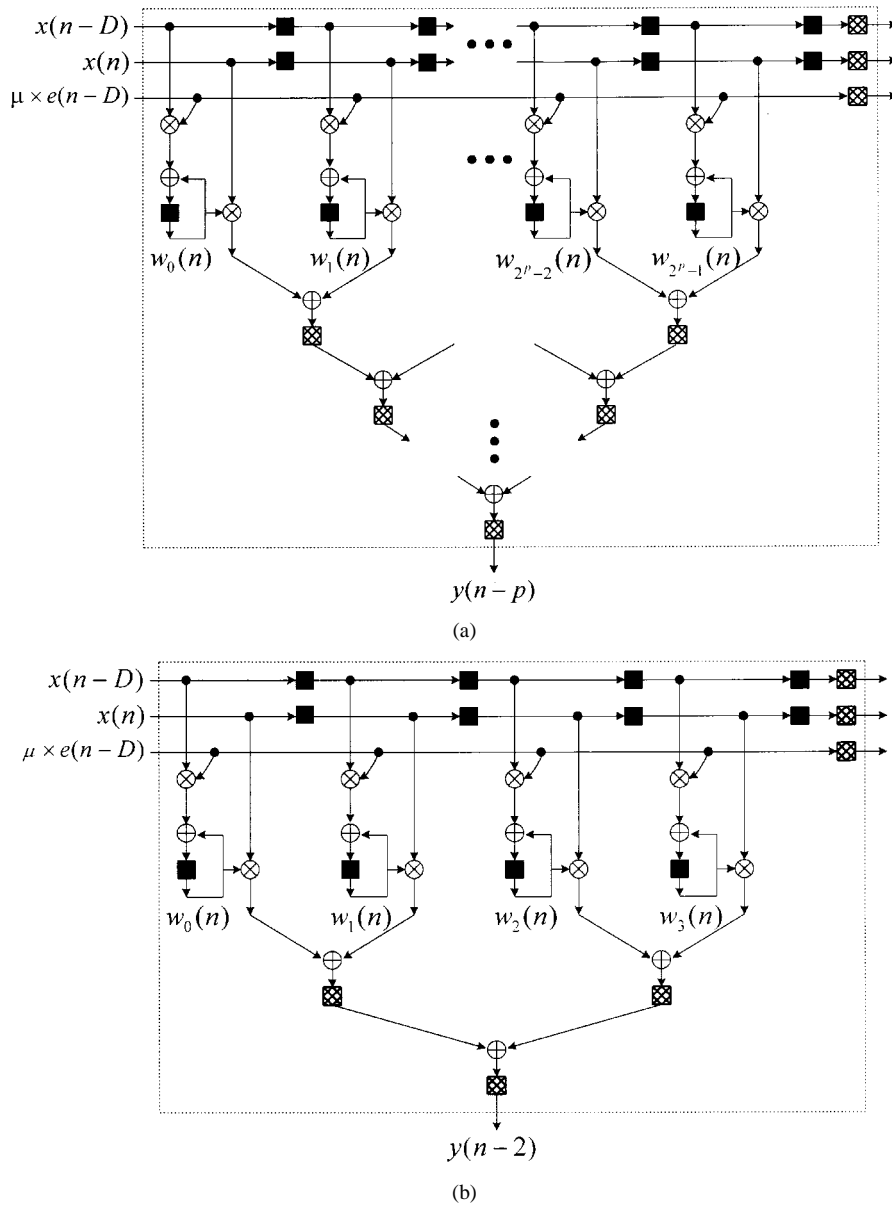 x(n − D)
x(n)
μ × e(n − D)
w₀(n) w₁(n) w_{2^p−2}(n) w_{2^p−1}(n)
y(n − p)
(a)
x(n − D)
x(n)
μ × e(n − D)
w₀(n) w₁(n) w₂(n) w₃(n)
y(n − 2)
(b)